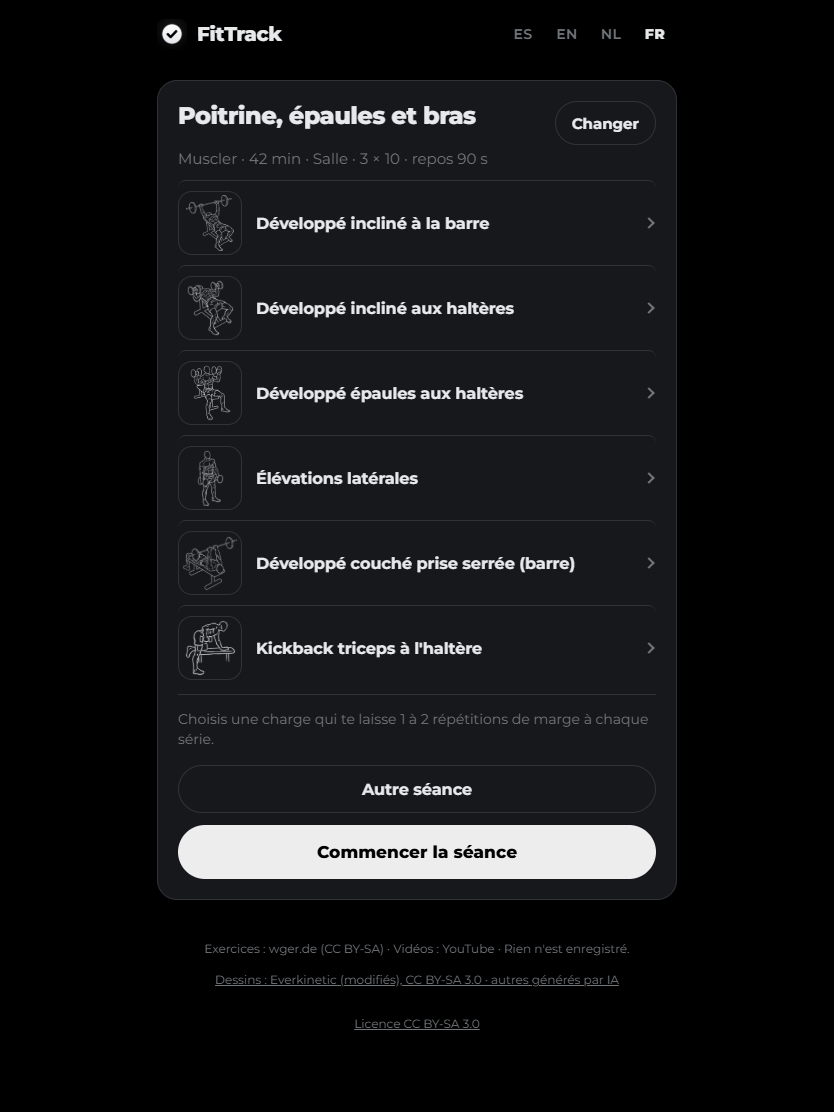 FitTrack
ES EN NL FR
Poitrine, épaules et bras
Changer
Muscler · 42 min · Salle · 3 × 10 · repos 90 s
Développé incliné à la barre
Développé incliné aux haltères
Développé épaules aux haltères
Élévations latérales
Développé couché prise serrée (barre)
Kickback triceps à l'haltère
Choisis une charge qui te laisse 1 à 2 répétitions de marge à chaque
série.
Autre séance
Commencer la séance
Exercices : wger.de (CC BY-SA) · Vidéos : YouTube · Rien n'est enregistré.
Dessins : Everkinetic (modifiés), CC BY-SA 3.0 · autres générés par IA
Licence CC BY-SA 3.0